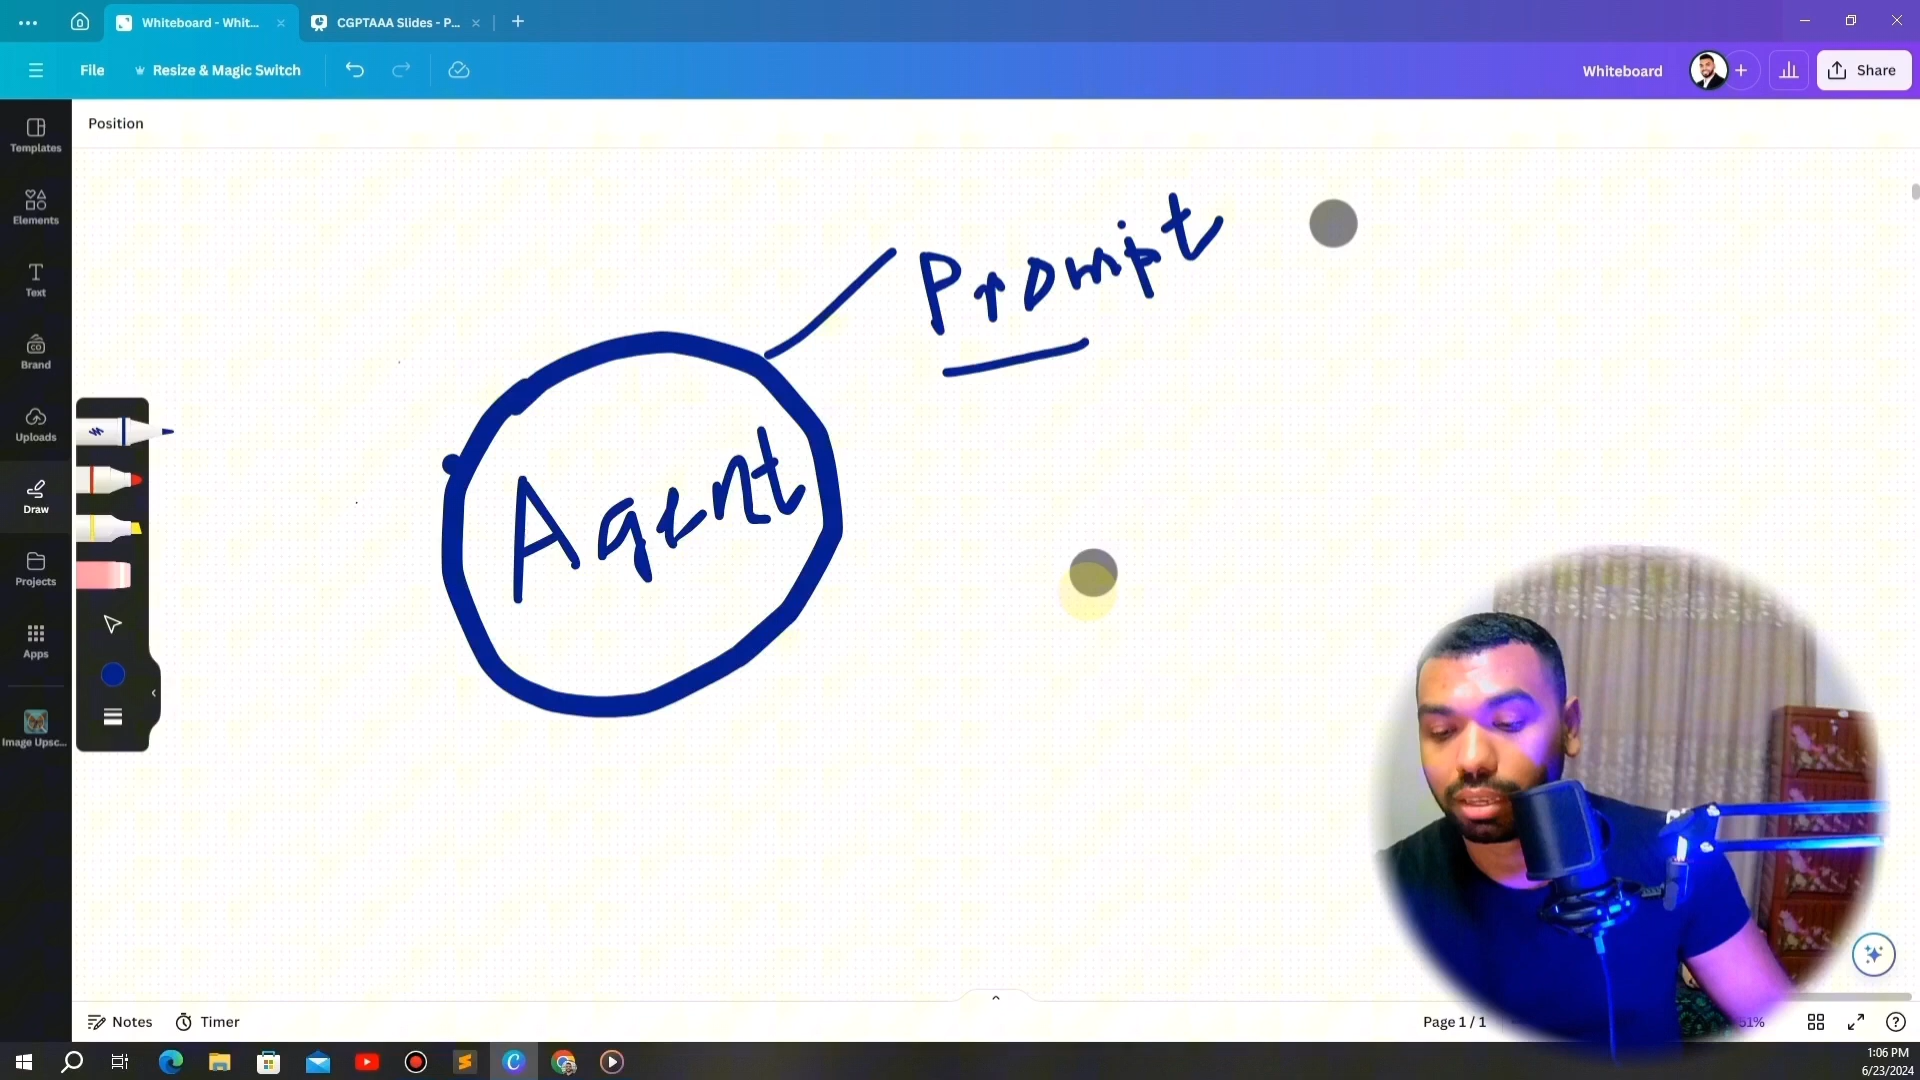 Whiteboard - Whit...
CGPTAAA Slides - P...
File
Resize & Magic Switch
Whiteboard
Share
Position
Templates
Elements
Text
Brand
Uploads
Draw
Projects
Apps
Image Upsc...
Prompt
Agent
Notes
Timer
Page 1 / 1
51%
1:06 PM
6/23/2024